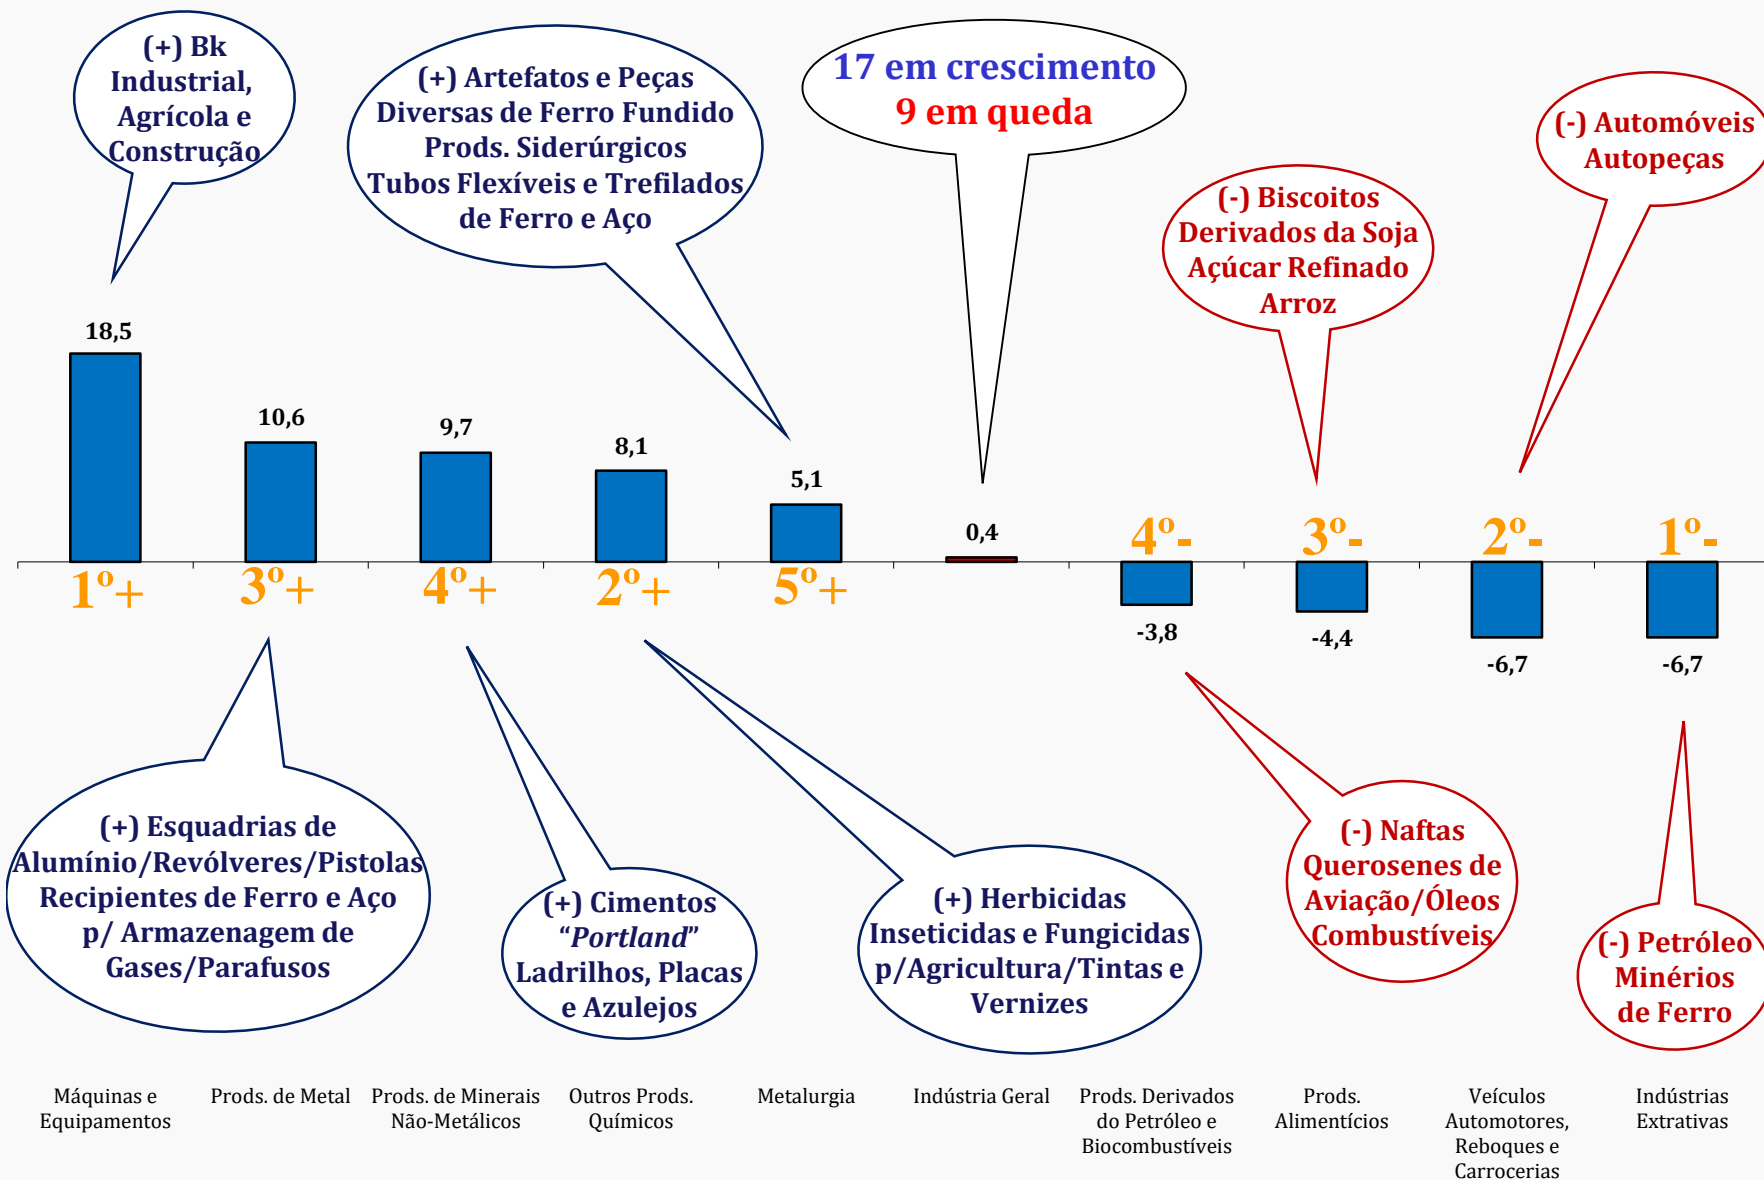 (+) Bk
Industrial,
Agrícola e
Construção
(+) Artefatos e Peças
Diversas de Ferro Fundido
Prods. Siderúrgicos
Tubos Flexíveis e Trefilados
de Ferro e Aço
17 em crescimento
9 em queda
(-) Biscoitos
Derivados da Soja
Açúcar Refinado
Arroz
(-) Automóveis
Autopeças
18,5
10,6
9,7
8,1
5,1
0,4
4º-
3º-
2º-
1º-
1º+
3º+
4º+
2º+
5º+
-3,8
-4,4
-6,7
-6,7
(+) Esquadrias de
Alumínio/Revólveres/Pistolas
Recipientes de Ferro e Aço
p/ Armazenagem de
Gases/Parafusos
(+) Cimentos
“Portland”
Ladrilhos, Placas
e Azulejos
(+) Herbicidas
Inseticidas e Fungicidas
p/Agricultura/Tintas e
Vernizes
(-) Naftas
Querosenes de
Aviação/Óleos
Combustíveis
(-) Petróleo
Minérios
de Ferro
Máquinas e
Equipamentos
Prods. de Metal
Prods. de Minerais
Não-Metálicos
Outros Prods.
Químicos
Metalurgia
Indústria Geral
Prods. Derivados
do Petróleo e
Biocombustíveis
Prods.
Alimentícios
Veículos
Automotores,
Reboques e
Carrocerias
Indústrias
Extrativas